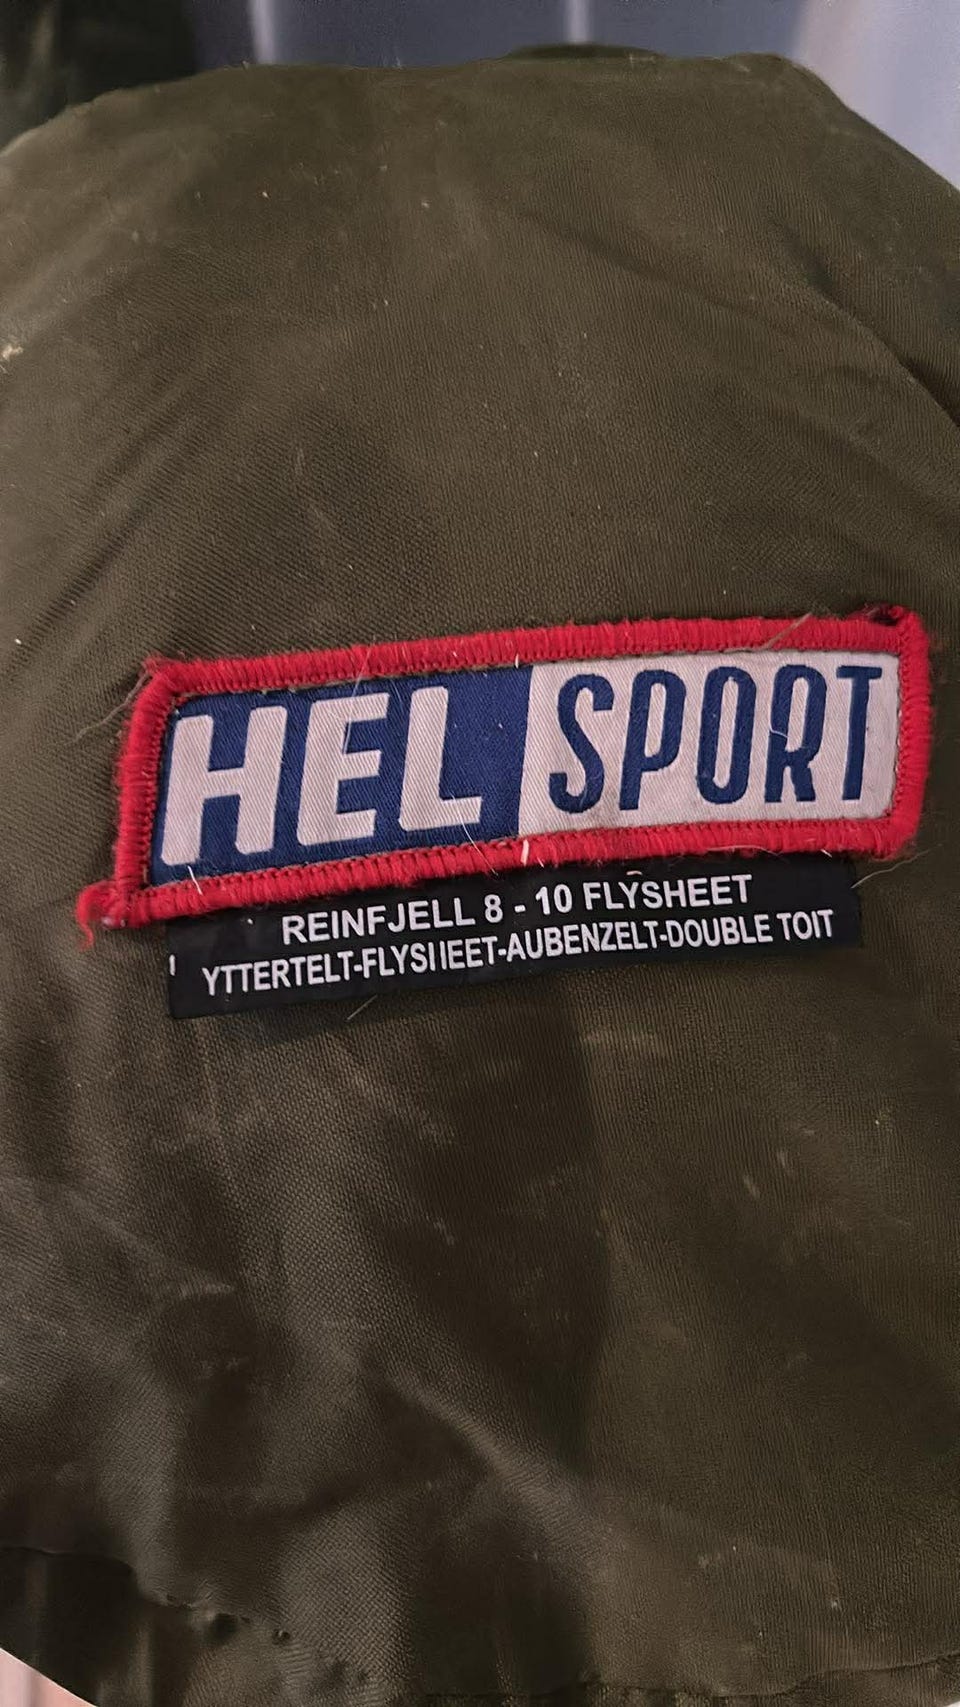 HEL SPORT
REINFJELL 8 - 10 FLYSHEET
YTTERTELT-FLYSHEET-AUBENZELT-DOUBLE TOIT